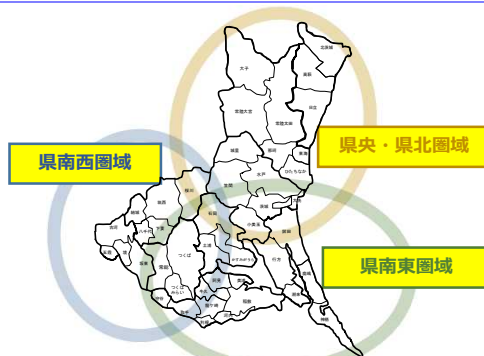 北茨城
大子
高萩
日立
常陸大宮
常陸太田
県央・県北圏域
城里
那珂
東海
ひたちなか
県南西圏域
笠間
水戸
大洗
桜川
茨城
筑西
石岡
小美玉
結城
古河
下妻
八千代
鉾田
つくば
土浦
かすみがうら
行方
県南東圏域
五霞
境
坂東
常総
阿見
美浦
鹿嶋
つくば
みらい
牛久
稲敷
潮来
守谷
龍ケ崎
取手
河内
利根
神栖